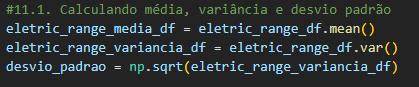 #11.1. Calculando média, variância e desvio padrão
eletric_range_media_df = eletric_range_df.mean()
eletric_range_variancia_df = eletric_range_df.var()
desvio_padrao = np.sqrt(eletric_range_variancia_df)